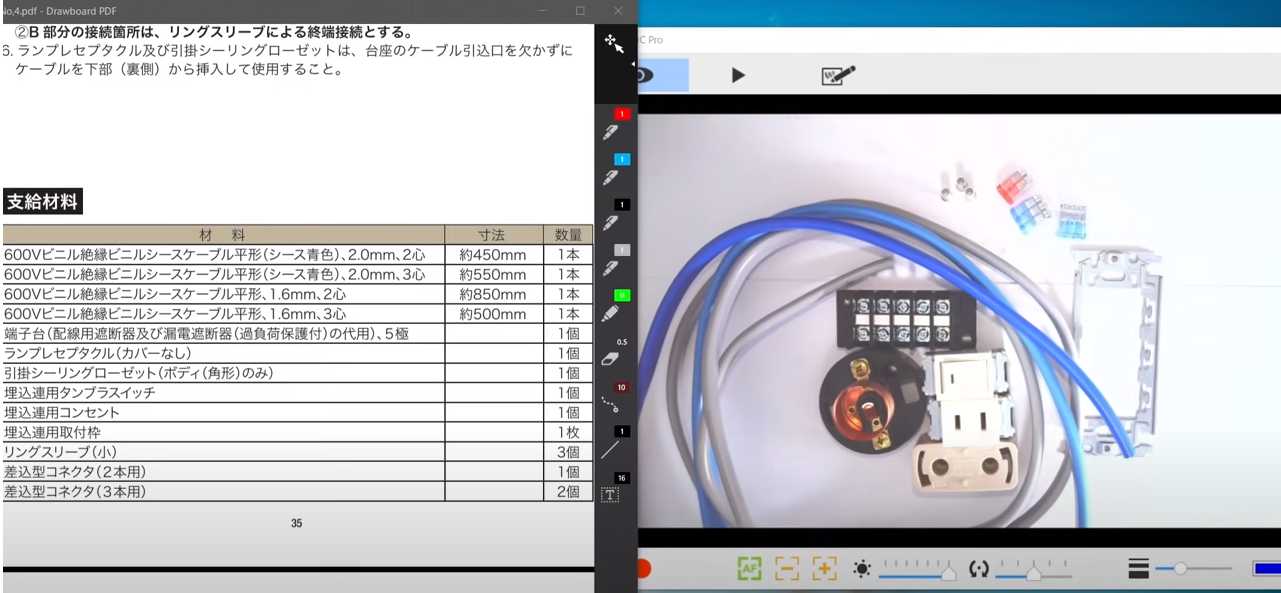 No,4.pdf - Drawboard PDF
②B 部分の接続箇所は、リングスリーブによる終端接続とする。
6. ランプレセプタクル及び引掛シーリングローゼットは、台座のケーブル引込口を欠かずに
ケーブルを下部（裏側）から挿入して使用すること。
支給材料
材 料 寸法 数量
600Vビニル絶縁ビニルシースケーブル平形(シース青色)、2.0mm、2心 約450mm 1本
600Vビニル絶縁ビニルシースケーブル平形(シース青色)、2.0mm、3心 約550mm 1本
600Vビニル絶縁ビニルシースケーブル平形、1.6mm、2心 約850mm 1本
600Vビニル絶縁ビニルシースケーブル平形、1.6mm、3心 約500mm 1本
端子台(配線用遮断器及び漏電遮断器(過負荷保護付)の代用)、5極 1個
ランプレセプタクル(カバーなし) 1個
引掛シーリングローゼット(ボディ(角形)のみ) 1個
埋込連用タンブラスイッチ 1個
埋込連用コンセント 1個
埋込連用取付枠 1枚
リングスリーブ(小) 3個
差込型コネクタ(2本用) 1個
差込型コネクタ(3本用) 2個
35
1
1
1
1
11
0.5
10
1
16
T
C Pro
AF